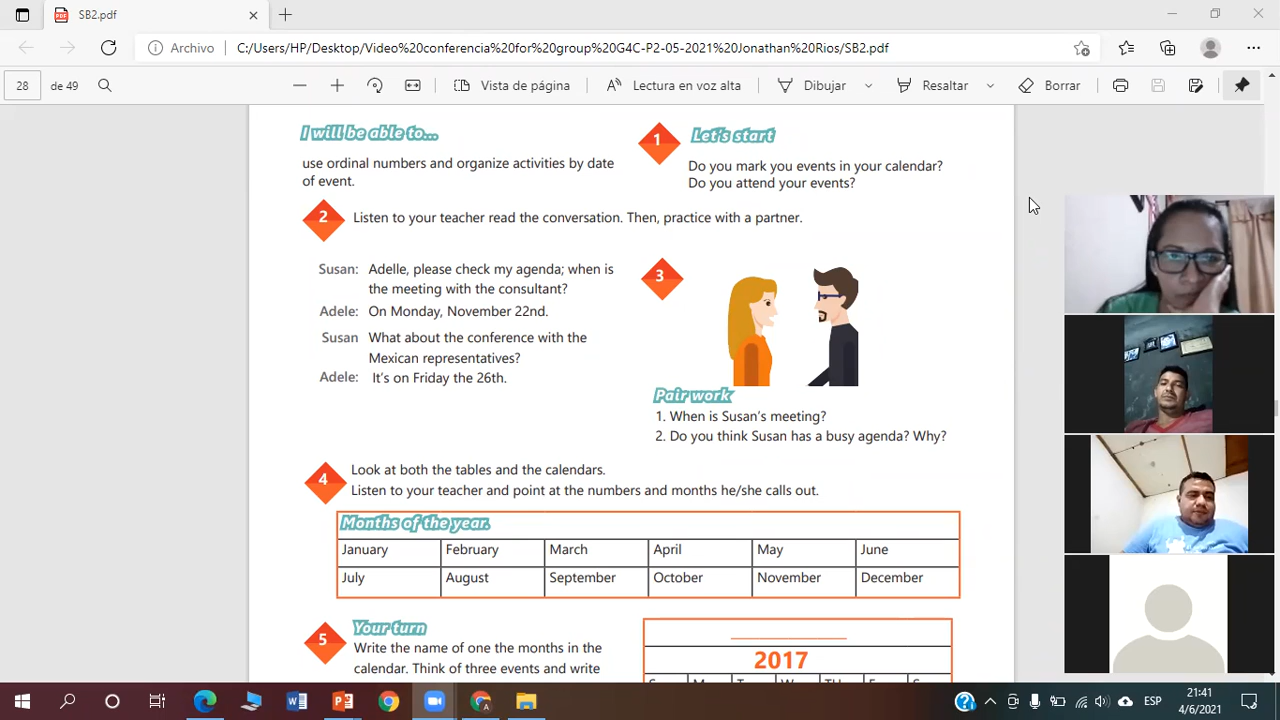 SB2.pdf
Archivo
C:/Users/HP/Desktop/Video%20conferencia%20for%20group%20G4C-P2-05-2021%20Jonathan%20Rios/SB2.pdf
28 de 49
Vista de página
Lectura en voz alta
Dibujar
Resaltar
Borrar
I will be able to...
use ordinal numbers and organize activities by date
of event.
1 Let's start
Do you mark you events in your calendar?
Do you attend your events?
2 Listen to your teacher read the conversation. Then, practice with a partner.
Susan: Adelle, please check my agenda; when is
the meeting with the consultant?
Adele: On Monday, November 22nd.
Susan What about the conference with the
Mexican representatives?
Adele: It's on Friday the 26th.
3
Pair work
1. When is Susan's meeting?
2. Do you think Susan has a busy agenda? Why?
4 Look at both the tables and the calendars.
Listen to your teacher and point at the numbers and months he/she calls out.
Months of the year.
January February March April May June
July August September October November December
5 Your turn
Write the name of one the months in the
calendar. Think of three events and write
2017
S M T W TH F S
ESP
21:41
4/6/2021